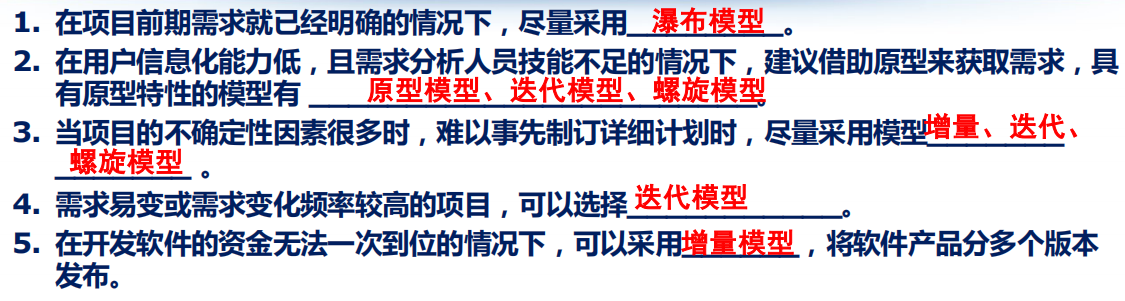 1. 在项目前期需求就已经明确的情况下，尽量采用 瀑布模型 。
2. 在用户信息化能力低，且需求分析人员技能不足的情况下，建议借助原型来获取需求，具
有原型特性的模型有 原型模型、迭代模型、螺旋模型。
3. 当项目的不确定性因素很多时，难以事先制订详细计划时，尽量采用模型增量、迭代、
螺旋模型 。
4. 需求易变或需求变化频率较高的项目，可以选择 迭代模型 。
5. 在开发软件的资金无法一次到位的情况下，可以采用增量模型，将软件产品分多个版本
发布。